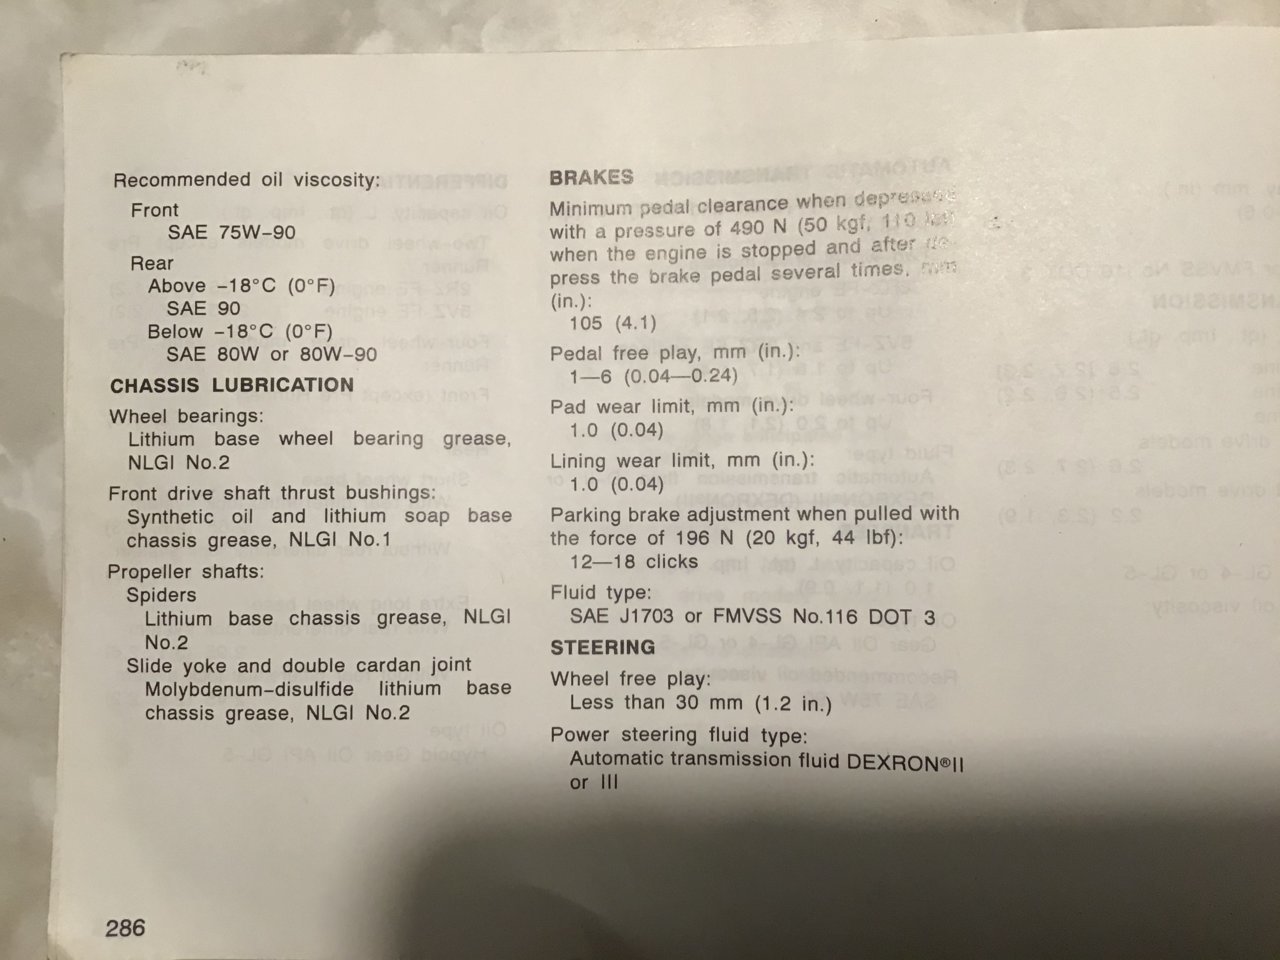 Recommended oil viscosity:
Front
SAE 75W-90
Rear
Above -18°C (0°F)
SAE 90
Below -18°C (0°F)
SAE 80W or 80W-90
CHASSIS LUBRICATION
Wheel bearings:
Lithium base wheel bearing grease,
NLGI No.2
Front drive shaft thrust bushings:
Synthetic oil and lithium soap base
chassis grease, NLGI No.1
Propeller shafts:
Spiders
Lithium base chassis grease, NLGI
No.2
Slide yoke and double cardan joint
Molybdenum-disulfide lithium base
chassis grease, NLGI No.2
286
BRAKES
Minimum pedal clearance when depressed
with a pressure of 490 N (50 kgf, 110 lbf)
when the engine is stopped and after de-
press the brake pedal several times, mm
(in.):
105 (4.1)
Pedal free play, mm (in.):
1—6 (0.04—0.24)
Pad wear limit, mm (in.):
1.0 (0.04)
Lining wear limit, mm (in.):
1.0 (0.04)
Parking brake adjustment when pulled with
the force of 196 N (20 kgf, 44 lbf):
12—18 clicks
Fluid type:
SAE J1703 or FMVSS No.116 DOT 3
STEERING
Wheel free play:
Less than 30 mm (1.2 in.)
Power steering fluid type:
Automatic transmission fluid DEXRON®II
or III